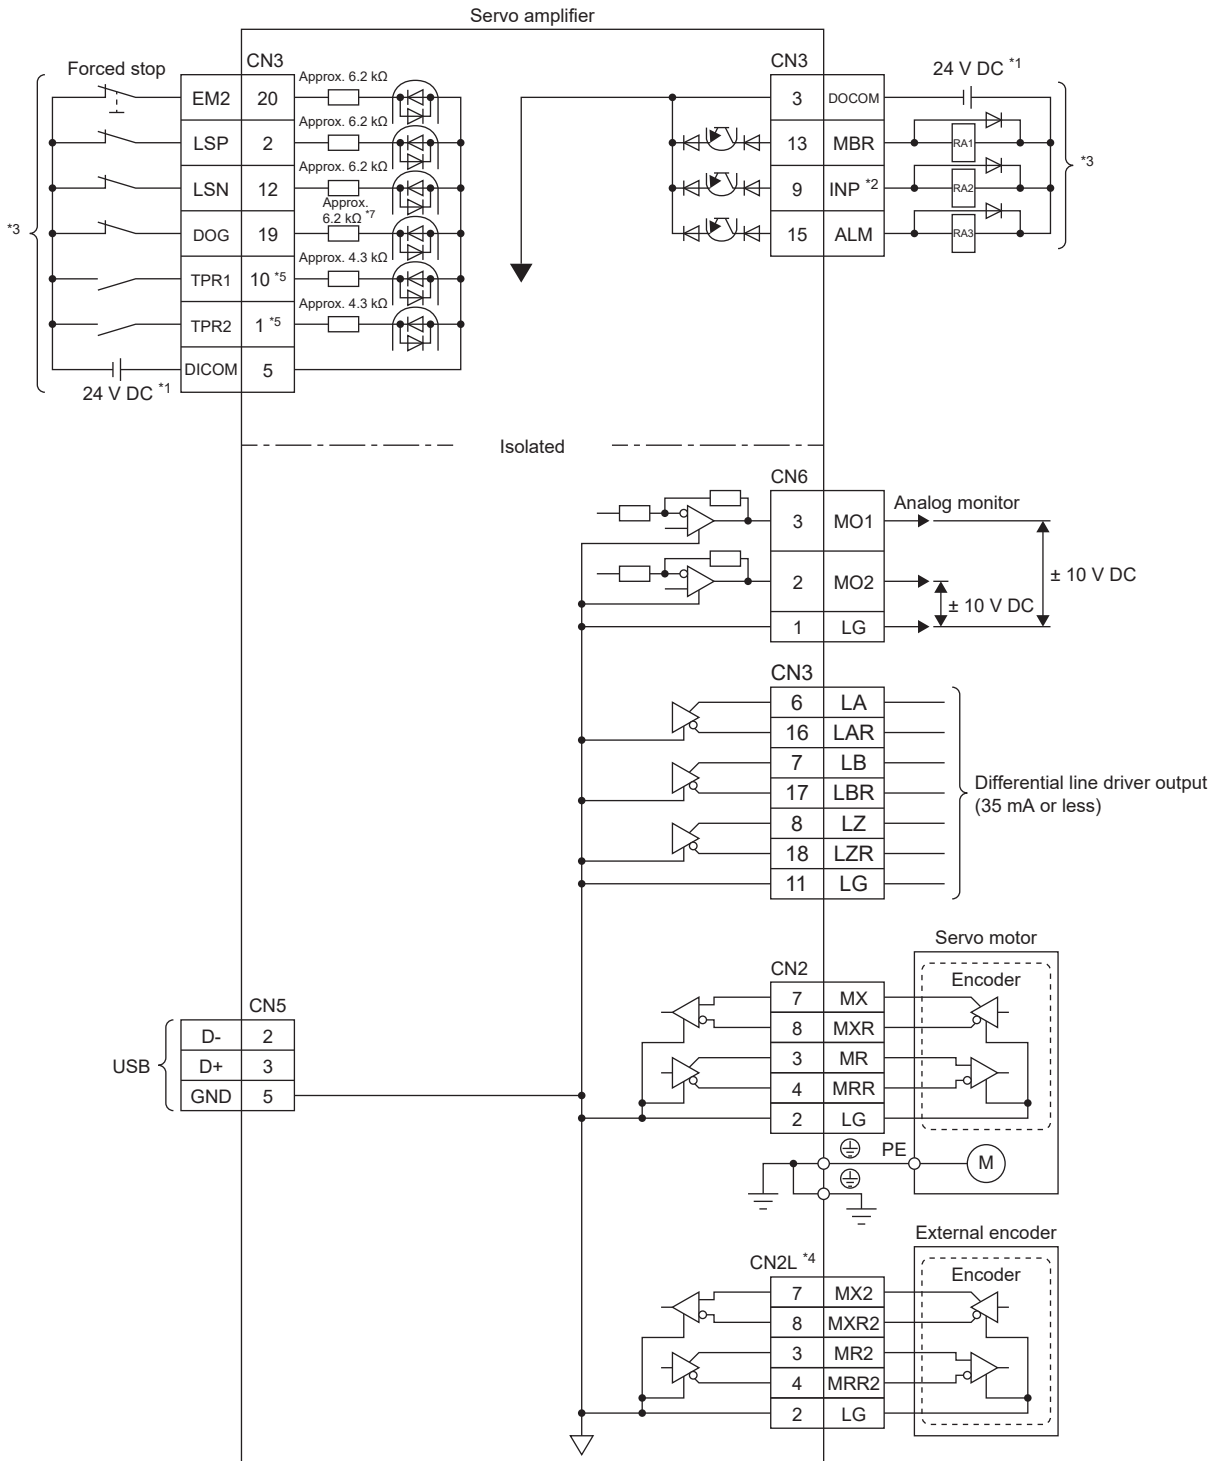 Servo amplifier
Forced stop
CN3
EM2 20 Approx. 6.2 kΩ
LSP 2 Approx. 6.2 kΩ
LSN 12 Approx. 6.2 kΩ
DOG 19 Approx.
6.2 kΩ *7
TPR1 10 *5 Approx. 4.3 kΩ
TPR2 1 *5 Approx. 4.3 kΩ
DICOM 5
24 V DC *1
*3
CN3
24 V DC *1
3 DOCOM
13 MBR RA1
9 INP *2 RA2
15 ALM RA3
*3
Isolated
CN6
3 MO1 Analog monitor
2 MO2
1 LG
± 10 V DC
± 10 V DC
CN3
6 LA
16 LAR
7 LB
17 LBR
8 LZ
18 LZR
11 LG
Differential line driver output
(35 mA or less)
CN5
USB
D- 2
D+ 3
GND 5
Servo motor
CN2
Encoder
7 MX
8 MXR
3 MR
4 MRR
2 LG
PE
M
External encoder
CN2L *4
Encoder
7 MX2
8 MXR2
3 MR2
4 MRR2
2 LG